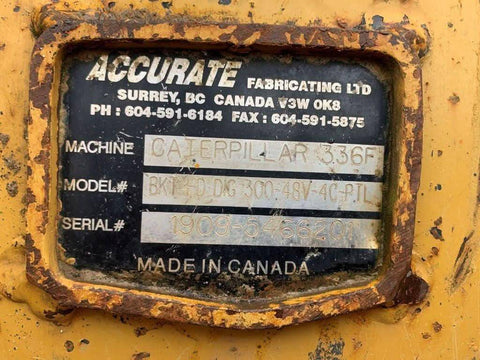 ACCURATE FABRICATING LTD
SURREY, BC CANADA V3W 0K8
PH : 604-591-6184 FAX : 604-591-5875
MACHINE CATERPILLAR 336F
MODEL#
SERIAL#
MADE IN CANADA